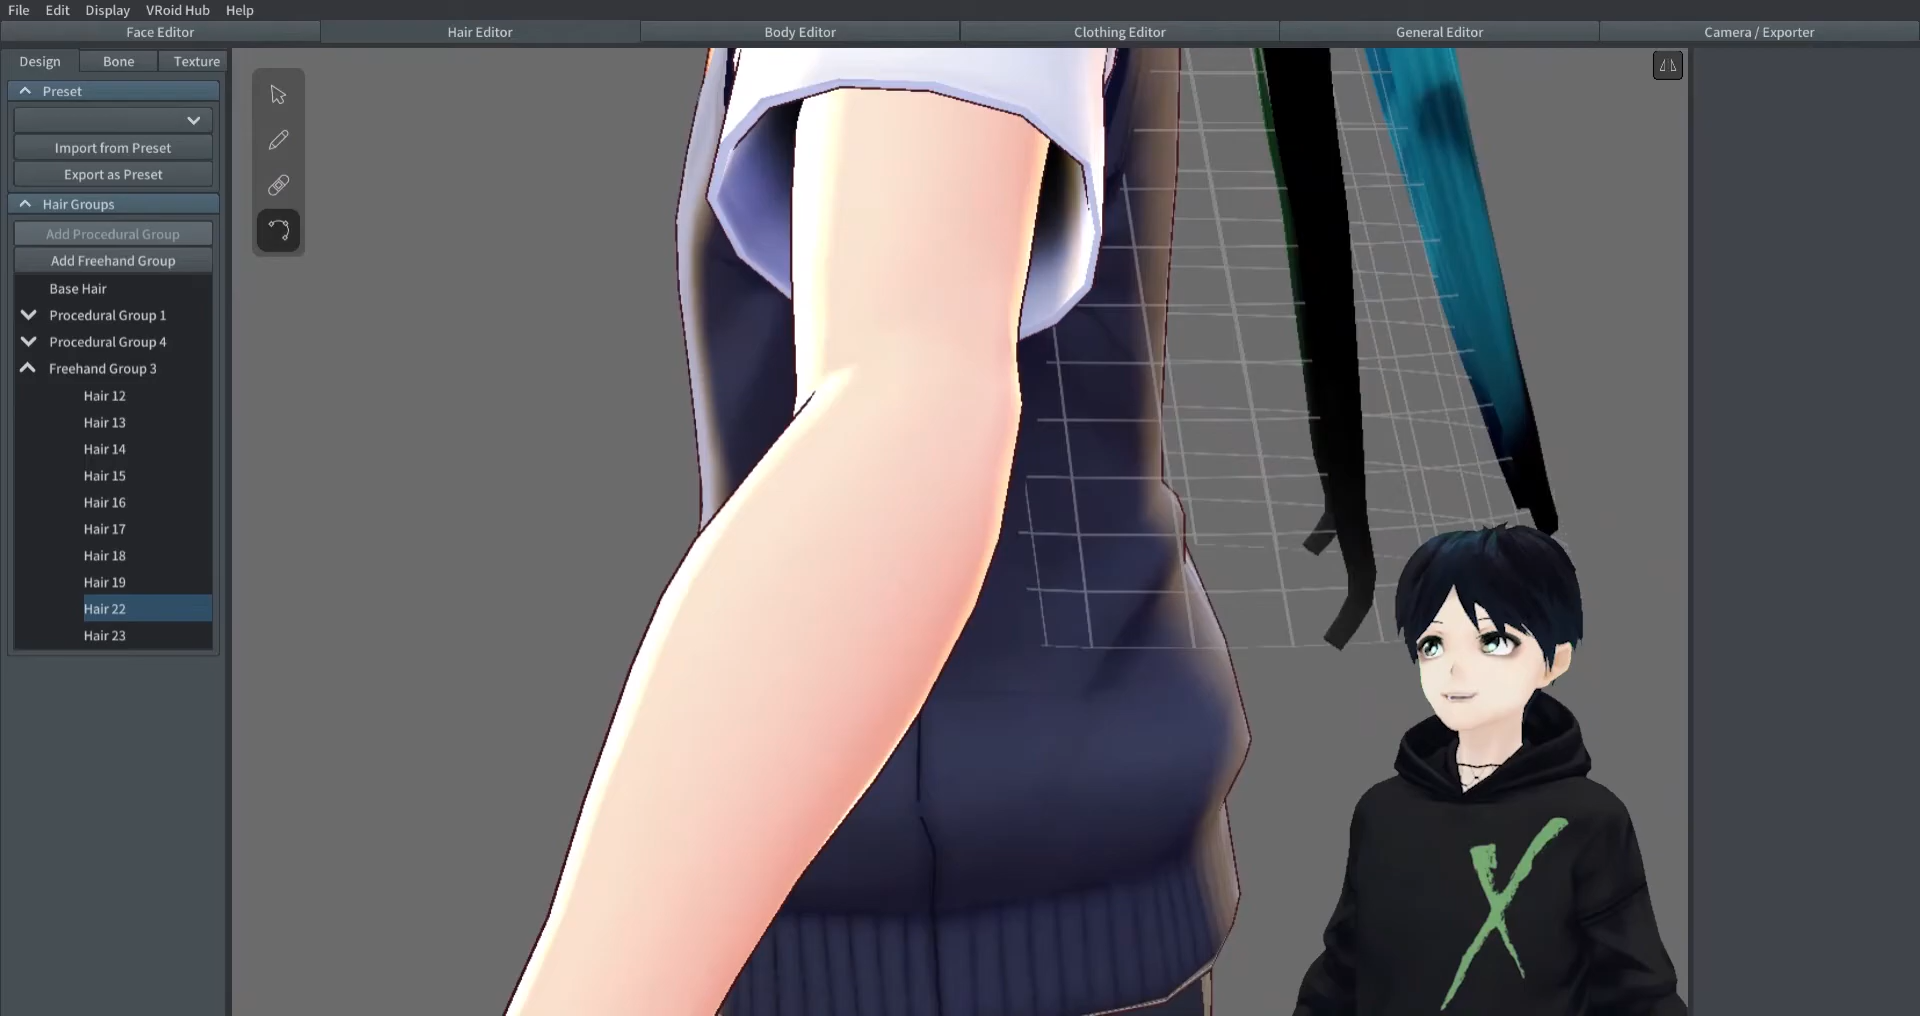 File Edit Display VRoid Hub Help
Face Editor Hair Editor Body Editor Clothing Editor General Editor Camera / Exporter
Design Bone Texture
Preset
Import from Preset
Export as Preset
Hair Groups
Add Procedural Group
Add Freehand Group
Base Hair
Procedural Group 1
Procedural Group 4
Freehand Group 3
Hair 12
Hair 13
Hair 14
Hair 15
Hair 16
Hair 17
Hair 18
Hair 19
Hair 22
Hair 23
X